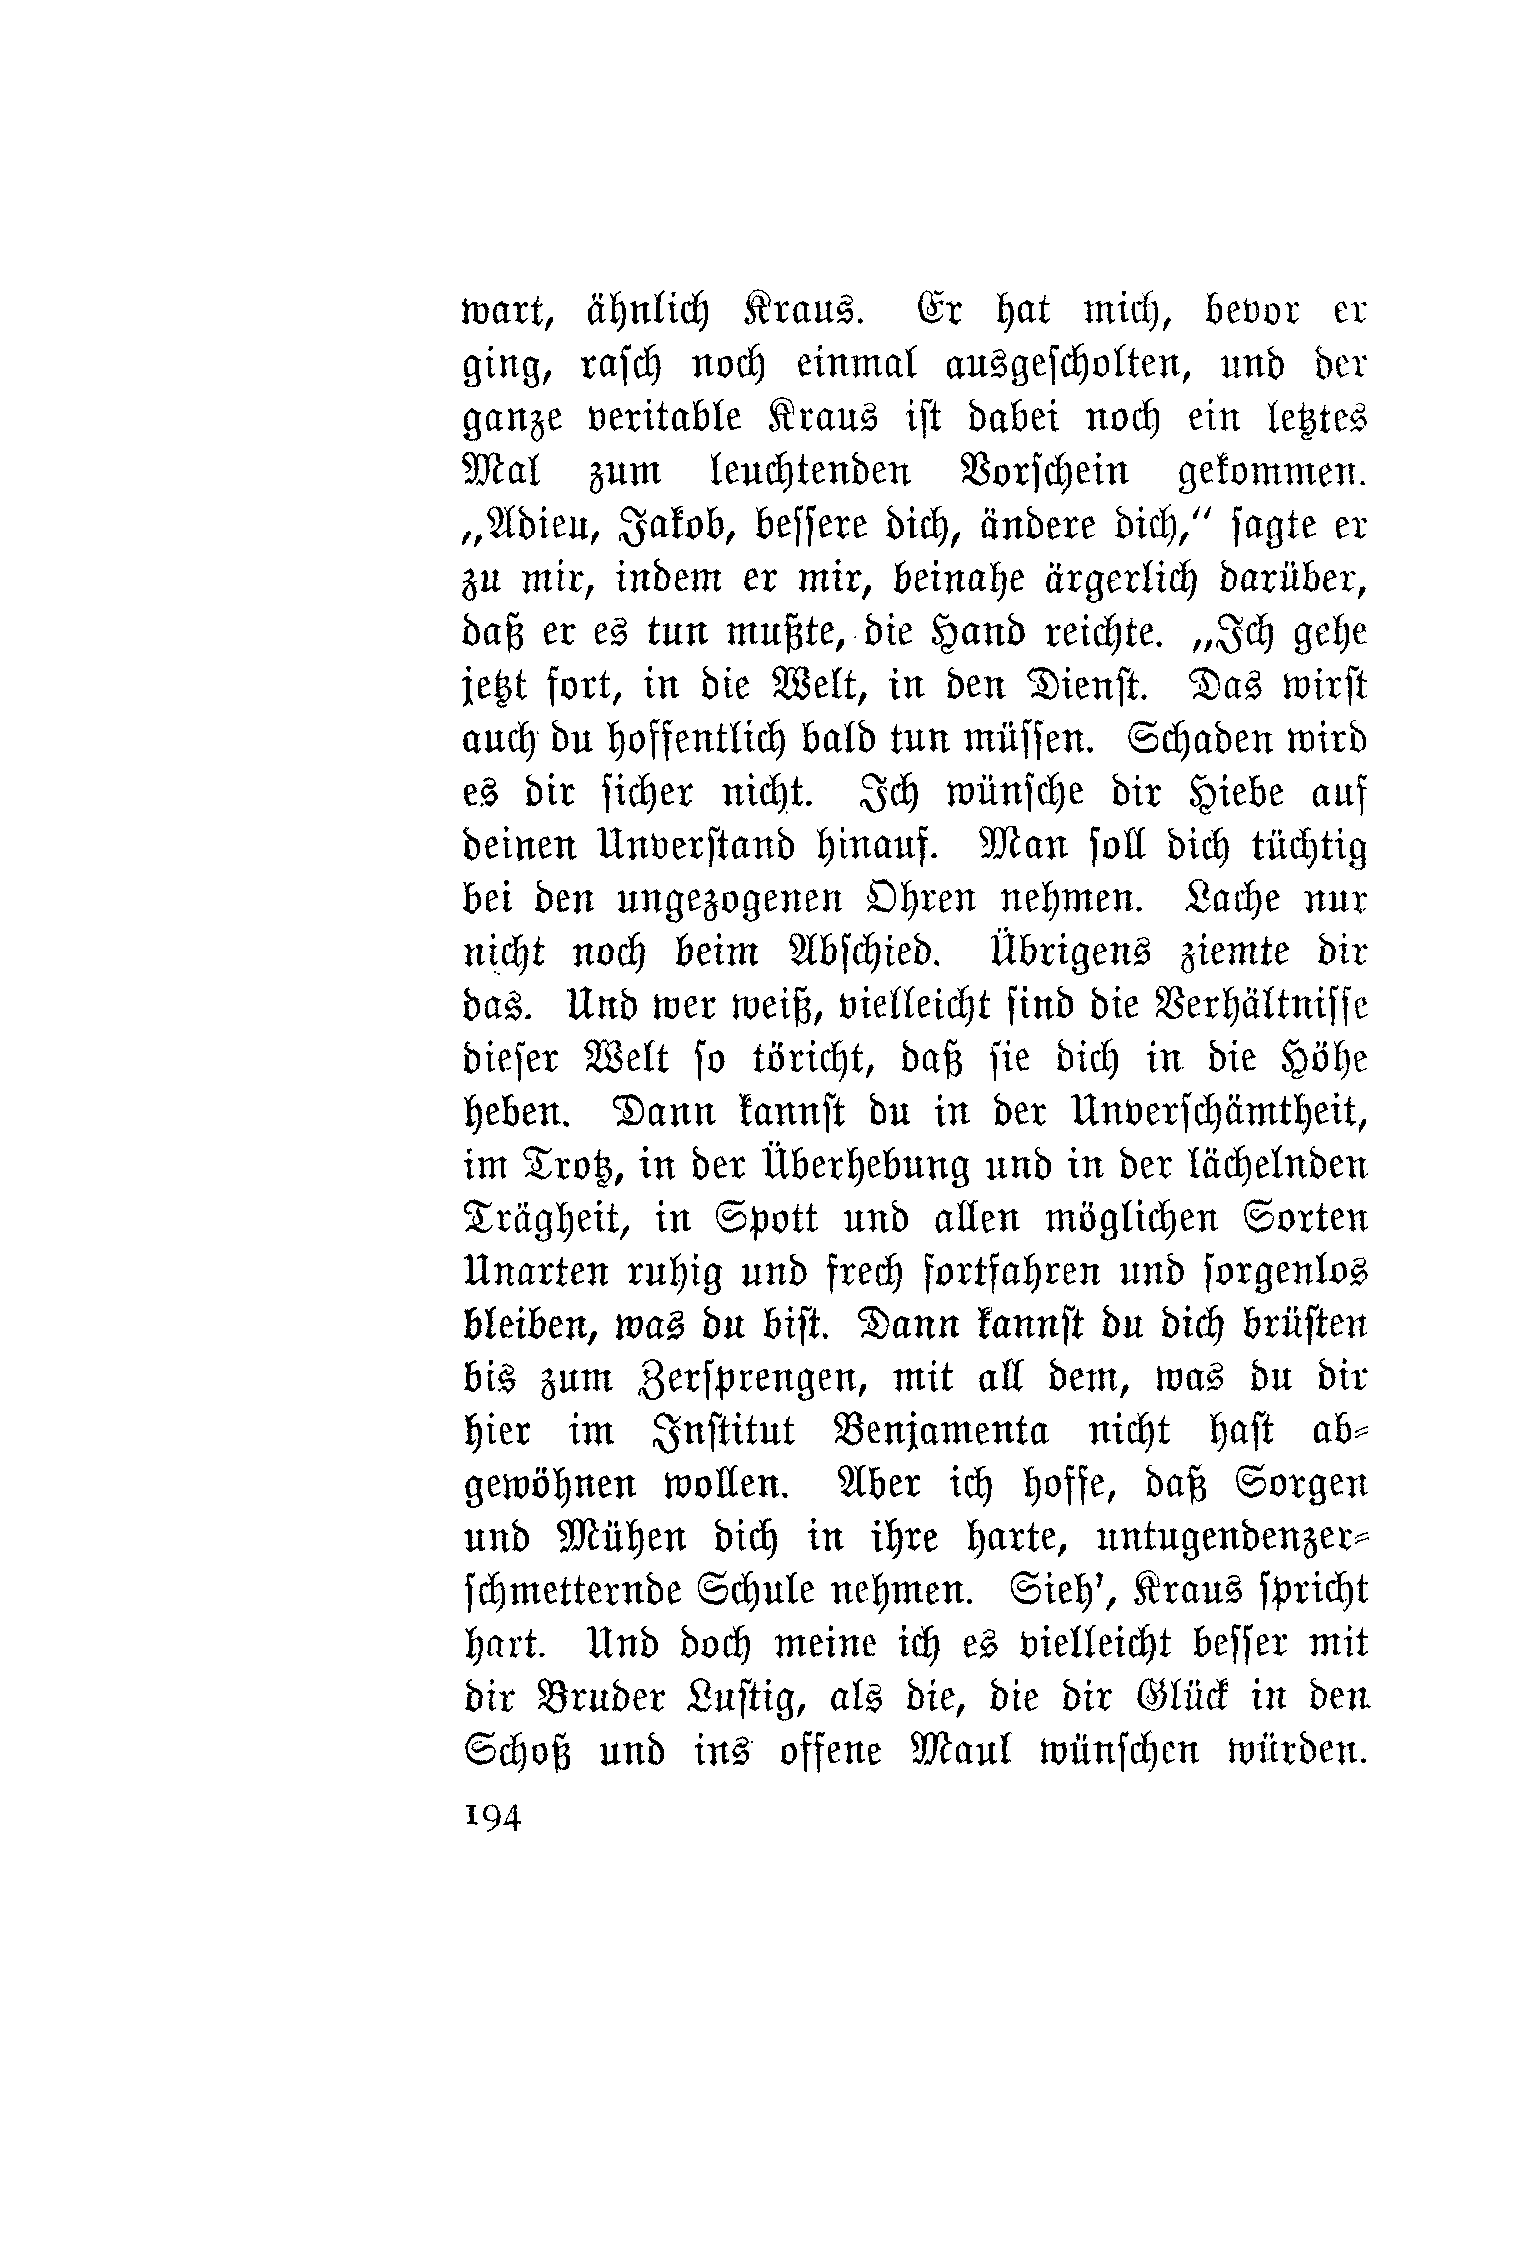 wart, ähnlich Kraus. Er hat mich, bevor er
ging, rasch noch einmal ausgescholten, und der
ganze veritable Kraus ist dabei noch ein letztes
Mal zum leuchtenden Vorschein gekommen.
„Adieu, Jakob, bessere dich, ändere dich,“ sagte er
zu mir, indem er mir, beinahe ärgerlich darüber,
daß er es tun mußte, die Hand reichte. „Ich gehe
jetzt fort, in die Welt, in den Dienst. Das wirst
auch du hoffentlich bald tun müssen. Schaden wird
es dir sicher nicht. Ich wünsche dir Hiebe auf
deinen Unverstand hinauf. Man soll dich tüchtig
bei den ungezogenen Ohren nehmen. Lache nur
nicht noch beim Abschied. Übrigens ziemte dir
das. Und wer weiß, vielleicht sind die Verhältnisse
dieser Welt so töricht, daß sie dich in die Höhe
heben. Dann kannst du in der Unverschämtheit,
im Trotz, in der Überhebung und in der lächelnden
Trägheit, in Spott und allen möglichen Sorten
Unarten ruhig und frech fortfahren und sorgenlos
bleiben, was du bist. Dann kannst du dich brüsten
bis zum Zersprengen, mit all dem, was du dir
hier im Institut Benjamenta nicht hast ab-
gewöhnen wollen. Aber ich hoffe, daß Sorgen
und Mühen dich in ihre harte, untugendenzer-
schmetternde Schule nehmen. Sieh’, Kraus spricht
hart. Und doch meine ich es vielleicht besser mit
dir Bruder Lustig, als die, die dir Glück in den
Schoß und ins offene Maul wünschen würden.
194